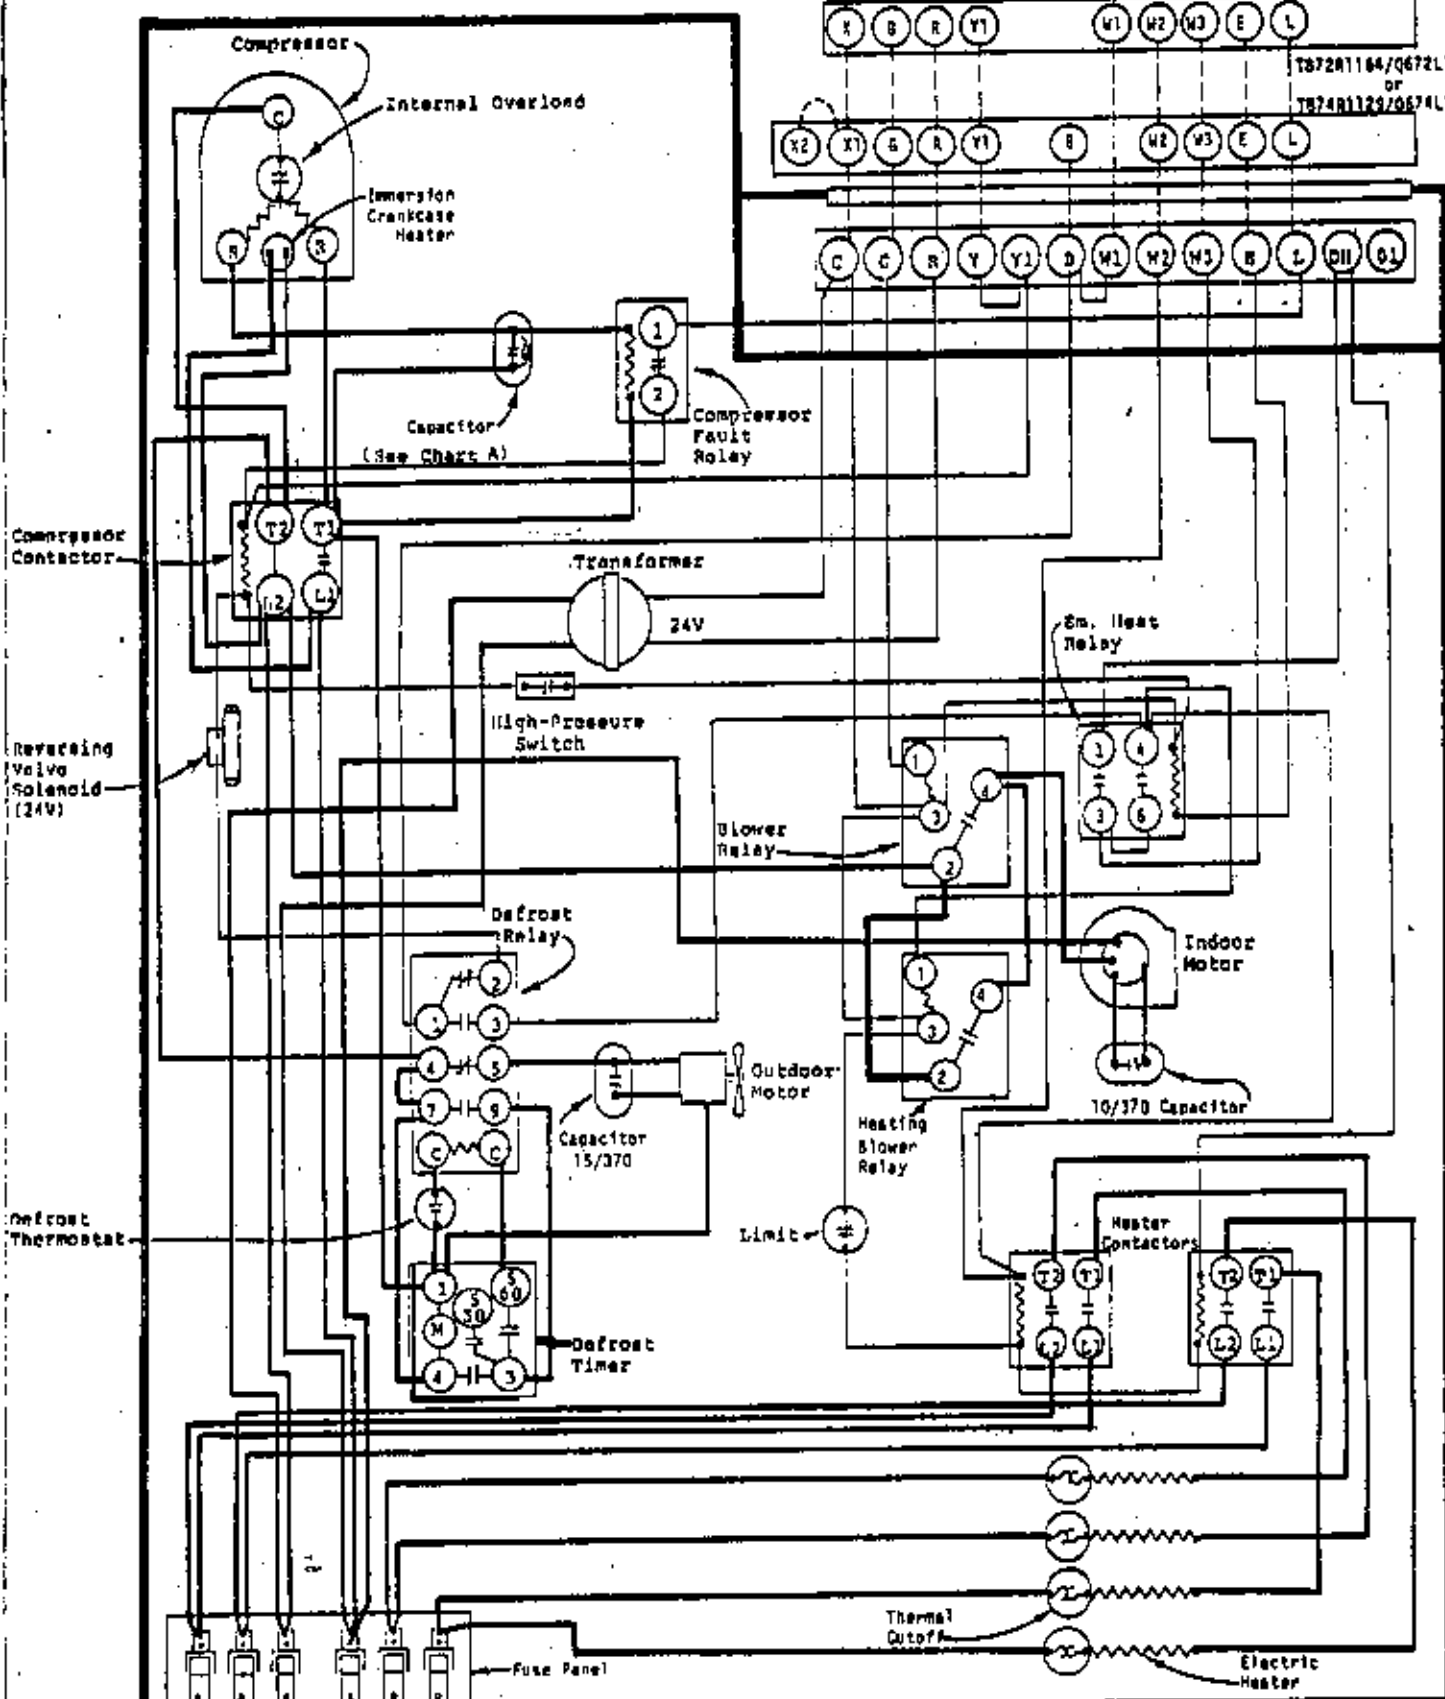 X G R Y1 W1 W2 W3 E L
T872R1184/Q672L
or
T874R1129/Q674L
X2 X1 G R Y1 B W2 W3 E L
C G R Y Y1 D W1 W2 W3 E L
Compressor
C
Internal Overload
Immersion
Crankcase
Heater
Capacitor
(See Chart A)
1
2
Compressor
Fault
Relay
Compressor
Contactor
T2 T1
L2 L1
Transformer
24V
High-Pressure
Switch
Em. Heat
Relay
Reversing
Valve
Solenoid
(24V)
Blower
Relay
1
4
3
2
3 4
6
Defrost
Relay
2
1 3
4 5
7 9
C C
Capacitor
15/370
Outdoor
Motor
Indoor
Motor
10/370 Capacitor
1
4
3
2
Heating
Blower
Relay
Defrost
Thermostat
Limit
Heater
Contactors
T2 T1 T2 T1
L2 L1 L2 L1
S
30
S
60
M
4 3
Defrost
Timer
Thermal
Cutoff
Fuse Panel
Electric
Heater